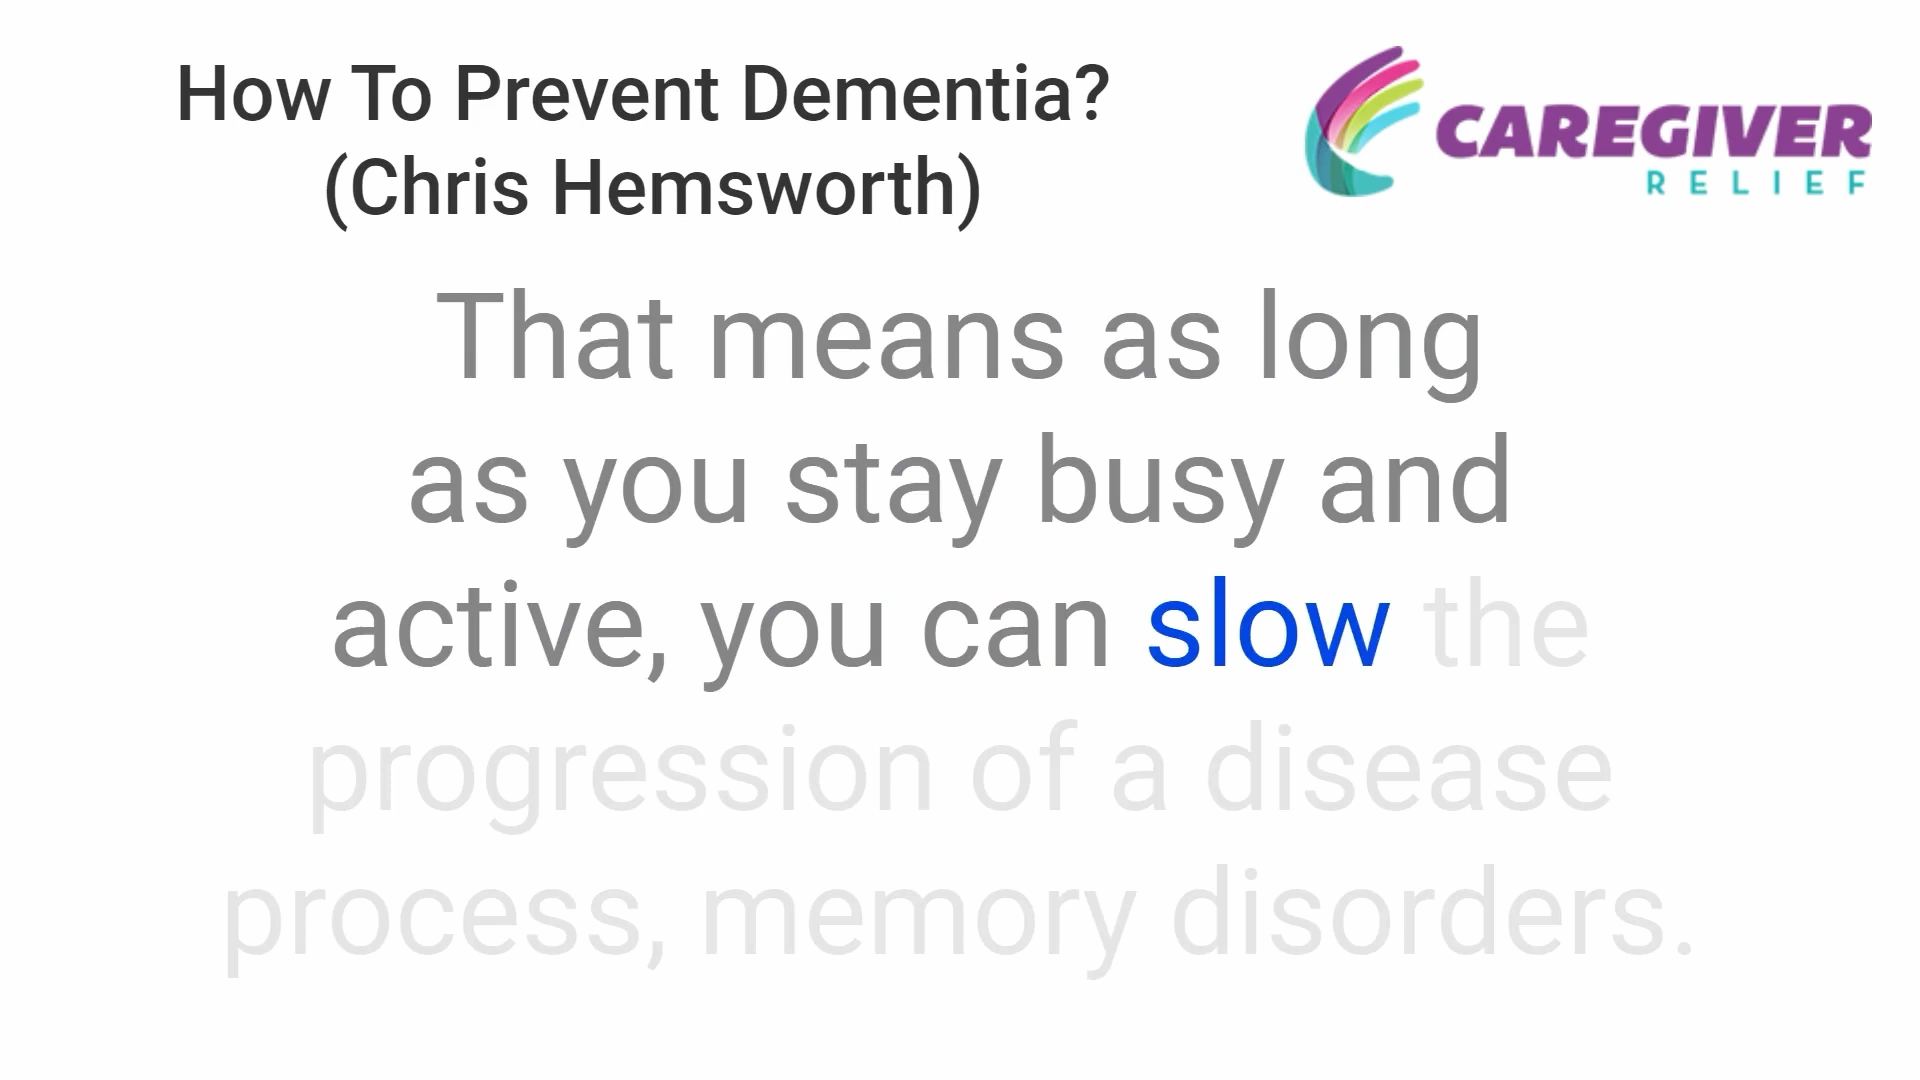 How To Prevent Dementia?
(Chris Hemsworth)
CAREGIVER
RELIEF
That means as long
as you stay busy and
active, you can slow the
progression of a disease
process, memory disorders.